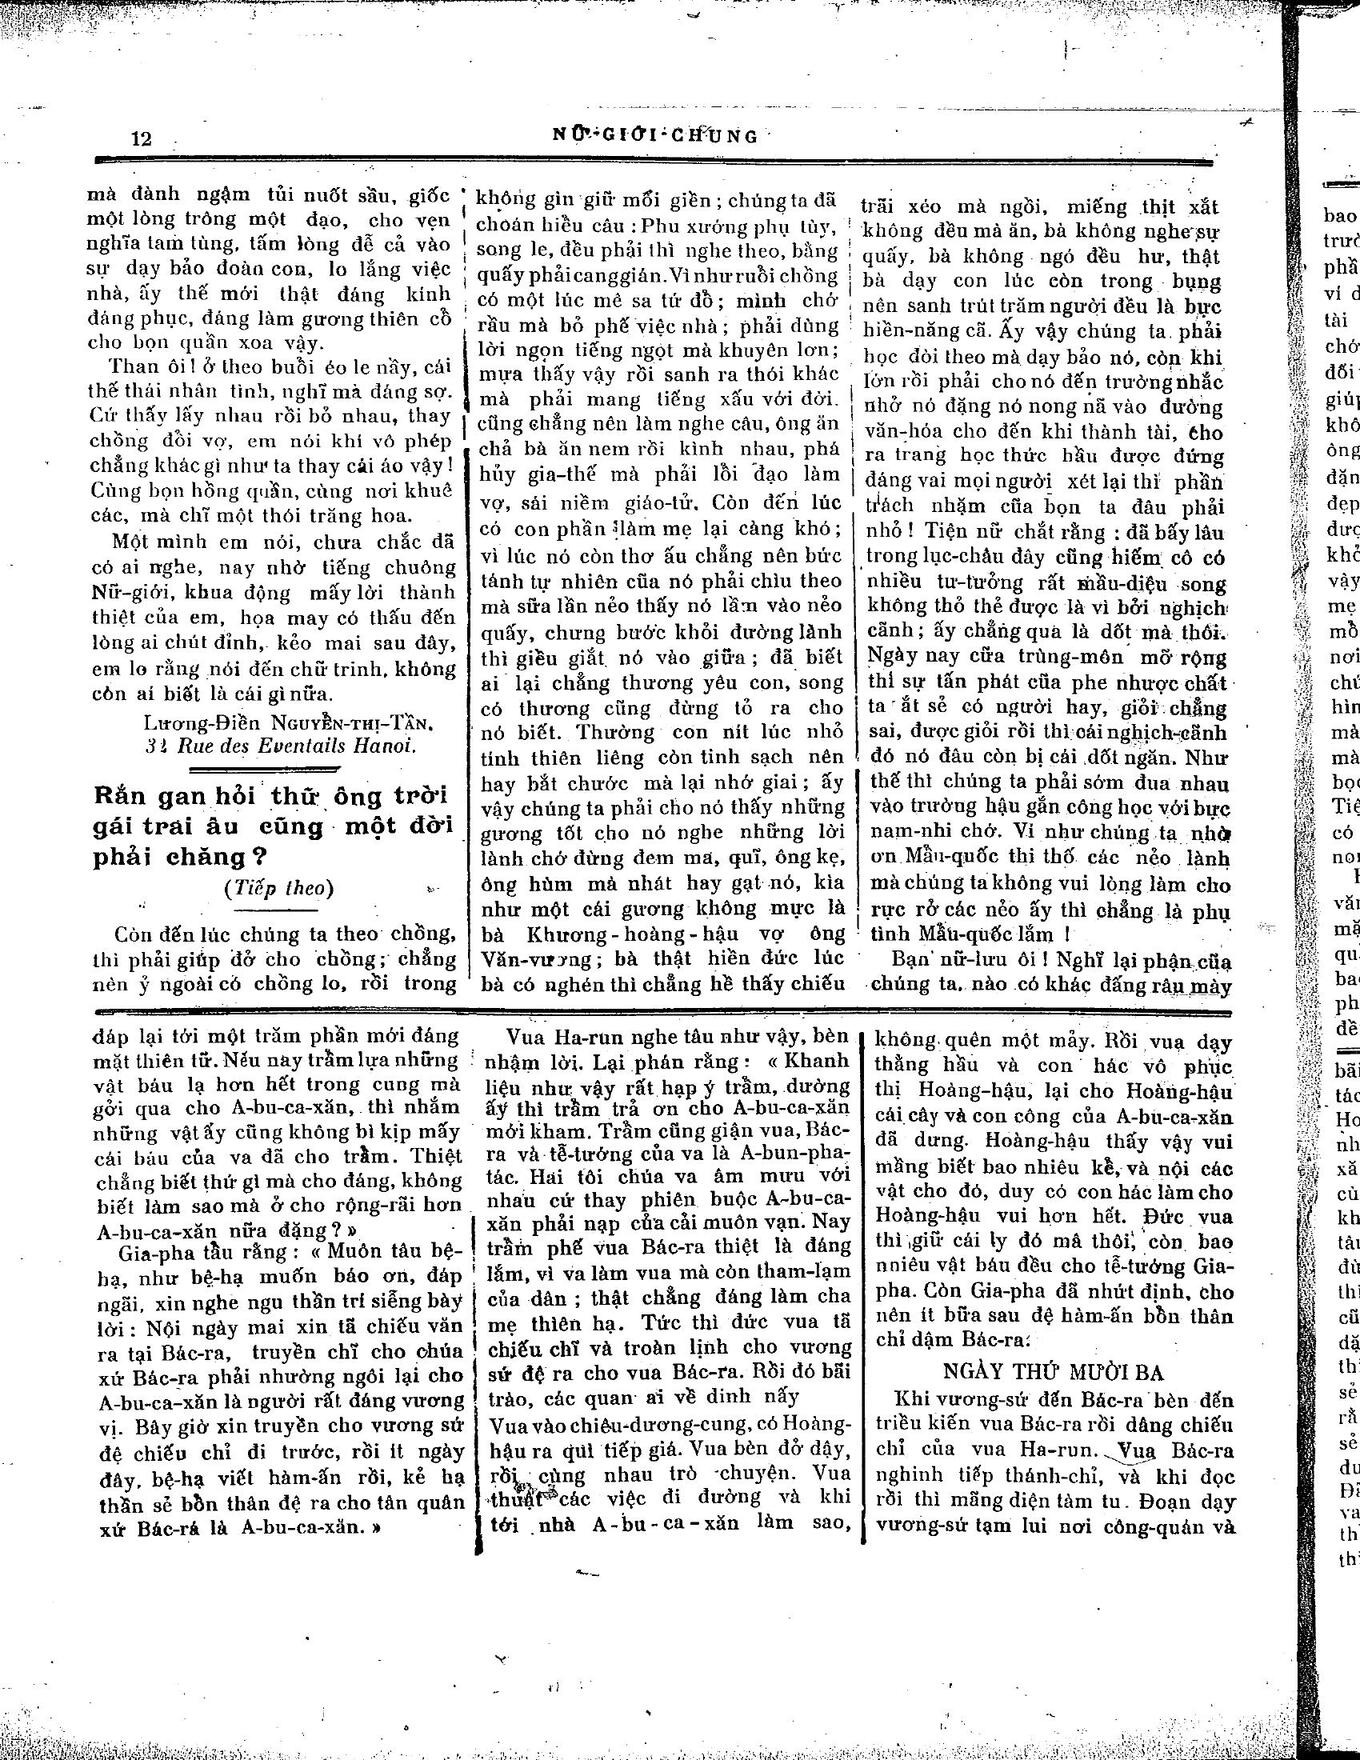 12
NỮ-GIỚI-CHUNG
mà đành ngậm tủi nuốt sầu, giốc
một lòng trông một đạo, cho vẹn
nghĩa tam tùng, tấm lòng để cả vào
sự dạy bảo đoàn con, lo lắng việc
nhà, ấy thế mới thật đáng kính
đáng phục, đáng làm gương thiên cổ
cho bọn quần xoa vậy.
Than ôi! ở theo buổi éo le nầy, cái
thế thái nhân tình, nghĩ mà đáng sợ.
Cứ thấy lấy nhau rồi bỏ nhau, thay
chồng đổi vợ, em nói khí vô phép
chẳng khác gì như ta thay cái áo vậy!
Cùng bọn hồng quần, cùng nơi khuê
các, mà chĩ một thói trăng hoa.
Một mình em nói, chưa chắc đã
có ai nghe, nay nhờ tiếng chuông
Nữ-giới, khua động mấy lời thành
thiệt của em, họa may có thấu đến
lòng ai chút đỉnh, kẻo mai sau đây,
em lo rằng nói đến chữ trinh, không
còn ai biết là cái gì nữa.
Lương-Điền NGUYỄN-THỊ-TẦN.
Rue des Eventails Hanoi.
Rắn gan hỏi thử ông trời
gái trai âu cũng một đời
phải chăng?
(Tiếp theo)
Còn đến lúc chúng ta theo chồng,
thì phải giúp đở cho chồng; chẳng
nên ỷ ngoài có chồng lo, rồi trong
không gìn giữ mối giền; chúng ta đã
choán hiểu câu: Phu xướng phụ tùy,
song le, đều phải thì nghe theo, bằng
quấy phải can gián. Ví như ruồi chồng
có một lúc mê sa tứ đổ; mình chớ
rầu mà bỏ phế việc nhà; phải dùng
lời ngọn tiếng ngọt mà khuyên lơn;
mựa thấy vậy rồi sanh ra thói khác
mà phải mang tiếng xấu với đời.
cũng chẳng nên làm nghe câu, ông ăn
chả bà ăn nem rồi kình nhau, phá
hủy gia-thế mà phải lỗi đạo làm
vợ, sái niềm giáo-tử. Còn đến lúc
có con phần làm mẹ lại càng khó;
vì lúc nó còn thơ ấu chẳng nên bức
tánh tự nhiên của nó phải chìu theo
mà sữa lần nẻo thấy nó lầm vào nẻo
quấy, chưng bước khỏi đường lành
thì giều giắt nó vào giữa; đã biết
ai lại chẳng thương yêu con, song
có thương cũng đừng tỏ ra cho
nó biết. Thường con nít lúc nhỏ
tính thiên liêng còn tinh sạch nên
hay bắt chước mà lại nhớ giai; ấy
vậy chúng ta phải cho nó thấy những
gương tốt cho nó nghe những lời
lành chớ đừng đem ma, quĩ, ông kẹ,
ông hùm mà nhát hay gạt nó, kìa
như một cái gương không mực là
bà Khương-hoàng-hậu vợ ông
Văn-vương; bà thật hiền đức lúc
bà có nghén thì chẳng hề thấy chiếu
trãi xéo mà ngồi, miếng thịt xắt
không đều mà ăn, bà không nghe sự
quấy, bà không ngó đều hư, thật
bà dạy con lúc còn trong bụng
nên sanh trút trăm người đều là bực
hiền-năng cã. Ấy vậy chúng ta phải
học đòi theo mà dạy bảo nó, còn khi
lớn rồi phải cho nó đến trường nhắc
nhở nó đặng nó nong nã vào đường
văn-hóa cho đến khi thành tài, cho
ra trang học thức hầu được đứng
đáng vai mọi người xét lại thì phần
trách nhặm của bọn ta đâu phải
nhỏ! Tiện nữ chắt rằng: đã bấy lâu
trong lục-châu đây cũng hiếm cô có
nhiều tư-tưởng rất mầu-diệu song
không thỏ thẻ được là vì bởi nghịch
cãnh; ấy chẳng qua là dốt mà thôi.
Ngày nay cữa trùng-môn mỡ rộng
thì sự tấn phát của phe nhược chất
ta ắt sẻ có người hay, giỏi chẳng
sai, được giỏi rồi thì cái nghịch-cãnh
đó nó đâu còn bị cái dốt ngăn. Như
thế thì chúng ta phải sớm đua nhau
vào trường hậu gắn công học với bực
nam-nhi chớ. Ví như chúng ta nhờ
ơn Mẫu-quốc thi thố các nẻo lành
mà chúng ta không vui lòng làm cho
rực rở các nẻo ấy thì chẳng là phụ
tình Mẫu-quốc lắm!
Bạn nữ-lưu ôi! Nghĩ lại phận của
chúng ta, nào có khác đấng râu mày
đáp lại tới một trăm phần mới đáng
mặt thiên tử. Nếu nay trẫm lựa những
vật báu lạ hơn hết trong cung mà
gởi qua cho A-bu-ca-xăn, thì nhắm
những vật ấy cũng không bì kịp mấy
cái báu của va đã cho trẫm. Thiệt
chẳng biết thứ gì mà cho đáng, không
biết làm sao mà ở cho rộng-rãi hơn
A-bu-ca-xăn nữa đặng? »
Gia-pha tâu rằng: « Muôn tâu bệ-
hạ, như bệ-hạ muốn báo ơn, đáp
ngãi, xin nghe ngu thần trí siễng bày
lời: Nội ngày mai xin tã chiếu văn
ra tại Bác-ra, truyền chĩ cho chúa
xứ Bác-ra phải nhường ngôi lại cho
A-bu-ca-xăn là người rất đáng vương
vị. Bây giờ xin truyền cho vương sứ
đệ chiếu chỉ đi trước, rồi ít ngày
đây, bệ-hạ viết hàm-ấn rồi, kẻ hạ
thần sẻ bổn thân đệ ra cho tân quân
xứ Bác-rá là A-bu-ca-xăn. »
Vua Ha-run nghe tâu như vậy, bèn
nhậm lời. Lại phán rằng: « Khanh
liệu như vậy rất hạp ý trẫm, dường
ấy thì trẫm trả ơn cho A-bu-ca-xăn
mới kham. Trẫm cũng giận vua, Bác-
ra và tễ-tướng của va là A-bun-pha-
tác. Hai tôi chúa va âm mưu với
nhau cứ thay phiên buộc A-bu-ca-
xăn phải nạp của cải muôn vạn. Nay
trẫm phế vua Bác-ra thiệt là đáng
lắm, vì va làm vua mà còn tham-lạm
của dân; thật chẳng đáng làm cha
mẹ thiên hạ. Tức thì đức vua tã
chiếu chĩ và troàn lịnh cho vương
sứ đệ ra cho vua Bác-ra. Rồi đó bãi
trào, các quan ai về dinh nấy
Vua vào chiêu-dương-cung, có Hoàng-
hậu ra quì tiếp giá. Vua bèn đở dậy,
rồi cùng nhau trò chuyện. Vua
thuật các việc đi đường và khi
tới nhà A-bu-ca-xăn làm sao,
không quên một mảy. Rồi vua dạy
thằng hầu và con hác vô phục
thị Hoàng-hậu, lại cho Hoàng-hậu
cái cây và con công của A-bu-ca-xăn
đã dưng. Hoàng-hậu thấy vậy vui
mầng biết bao nhiêu kể, và nội các
vật cho đó, duy có con hác làm cho
Hoàng-hậu vui hơn hết. Đức vua
thì giữ cái ly đó mà thôi, còn bao
nhiêu vật báu đều cho tễ-tướng Gia-
pha. Còn Gia-pha đã nhứt định, cho
nên ít bữa sau đệ hàm-ấn bổn thân
chỉ dặm Bác-ra.
NGÀY THỨ MƯỜI BA
Khi vương-sứ đến Bác-ra bèn đến
triều kiến vua Bác-ra rồi dâng chiếu
chỉ của vua Ha-run. Vua Bác-ra
nghinh tiếp thánh-chỉ, và khi đọc
rồi thì mãng diện tàm tu. Đoạn dạy
vương-sứ tạm lui nơi công-quán và